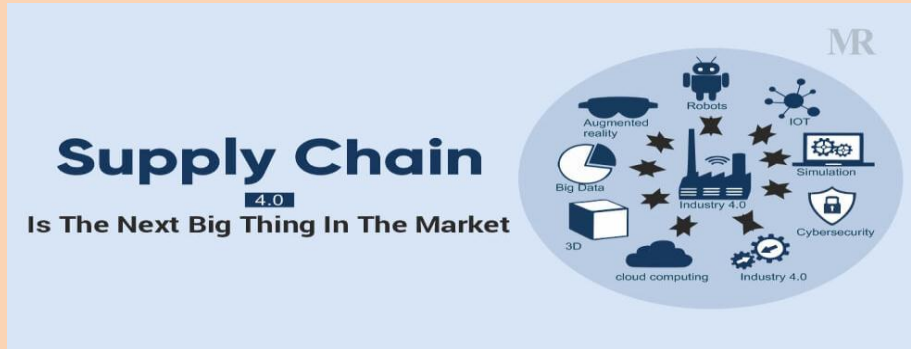 MR
Supply Chain
4.0
Is The Next Big Thing In The Market
Robots
IOT
Augmented
reality
Simulation
Big Data
Industry 4.0
Cybersecurity
3D
cloud computing
Industry 4.0